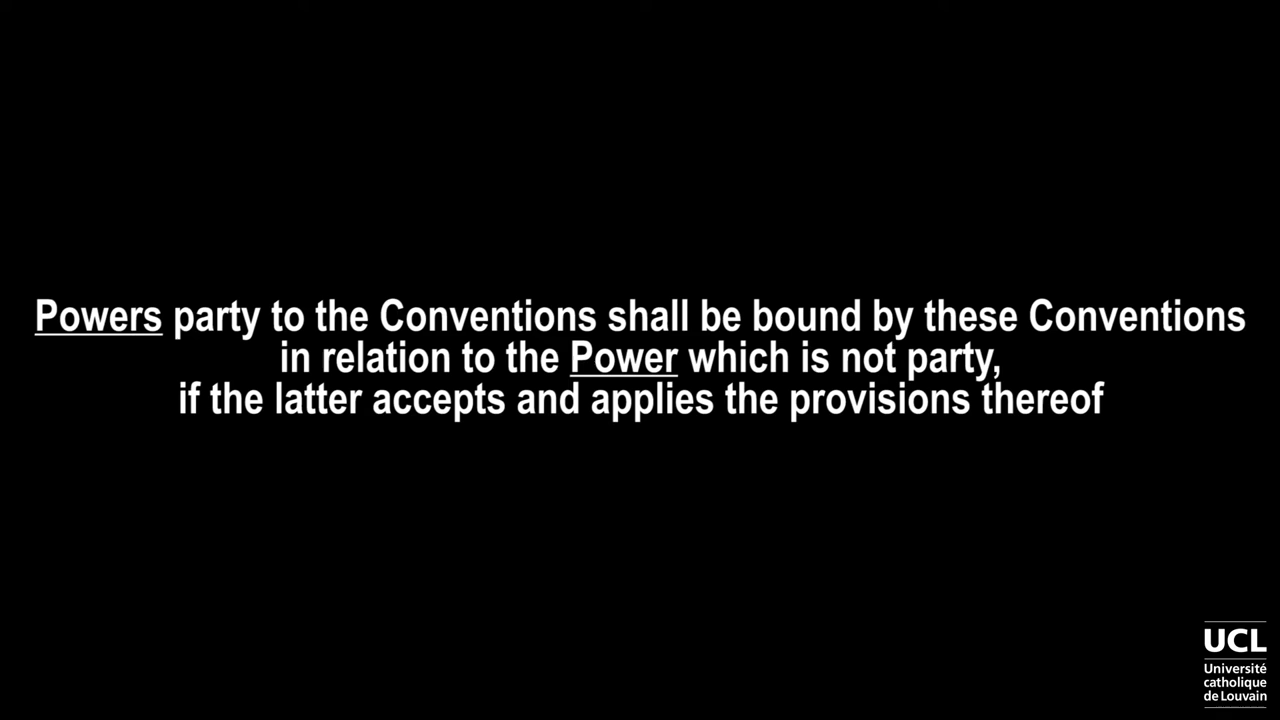 Powers party to the Conventions shall be bound by these Conventions
in relation to the Power which is not party,
if the latter accepts and applies the provisions thereof
UCL
Université
catholique
de Louvain